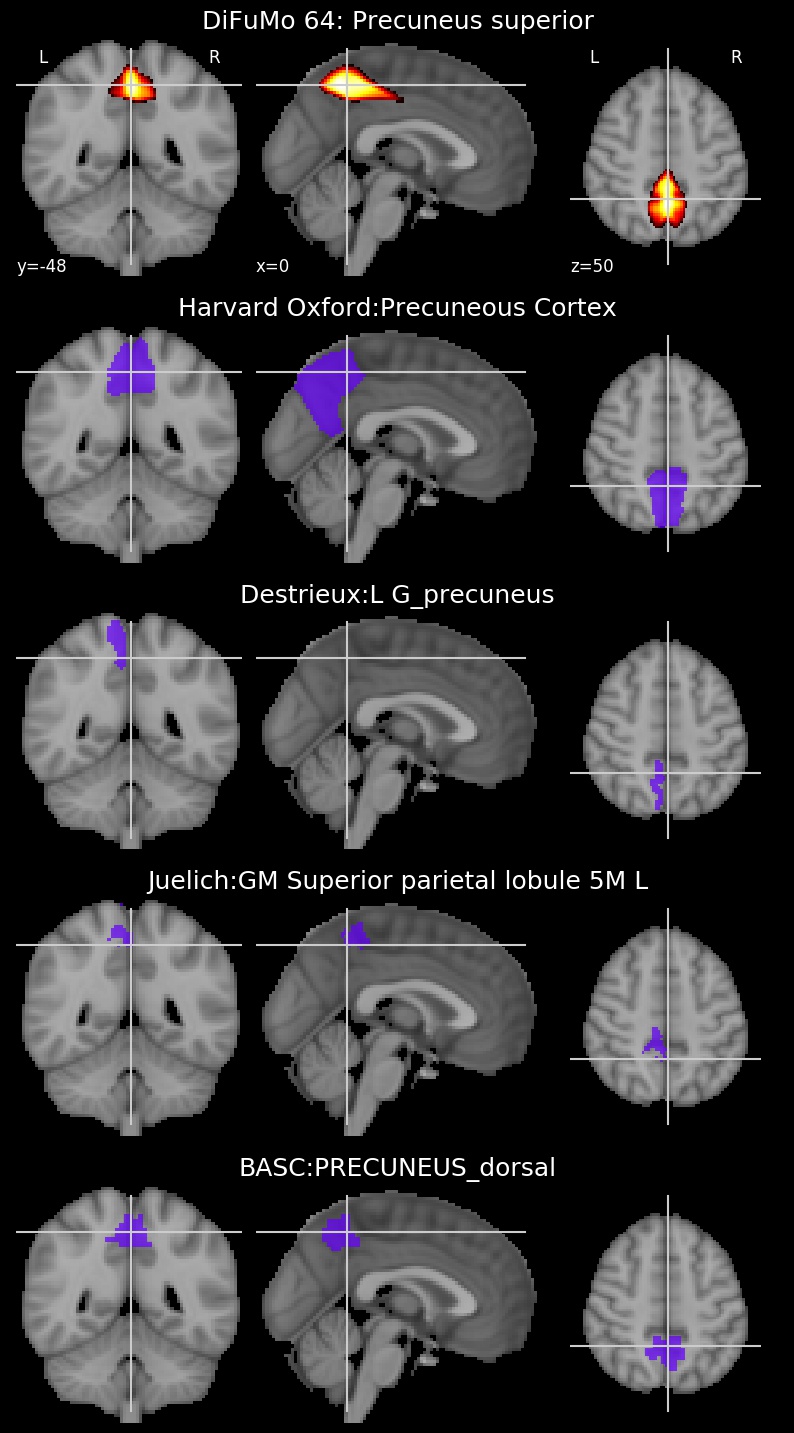 DiFuMo 64: Precuneus superior
L R L R
y=-48 x=0 z=50
Harvard Oxford:Precuneous Cortex
Destrieux:L G_precuneus
Juelich:GM Superior parietal lobule 5M L
BASC:PRECUNEUS_dorsal